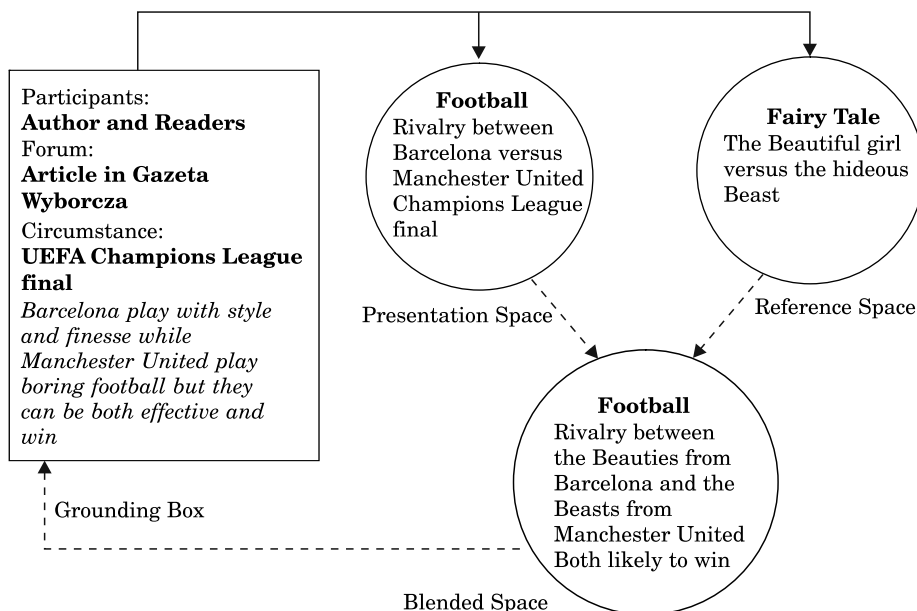 Participants:
Author and Readers
Forum:
Article in Gazeta
Wyborcza
Circumstance:
UEFA Champions League
final
Barcelona play with style
and finesse while
Manchester United play
boring football but they
can be both effective and
win
Grounding Box
Football
Rivalry between
Barcelona versus
Manchester United
Champions League
final
Presentation Space
Fairy Tale
The Beautiful girl
versus the hideous
Beast
Reference Space
Football
Rivalry between
the Beauties from
Barcelona and the
Beasts from
Manchester United
Both likely to win
Blended Space